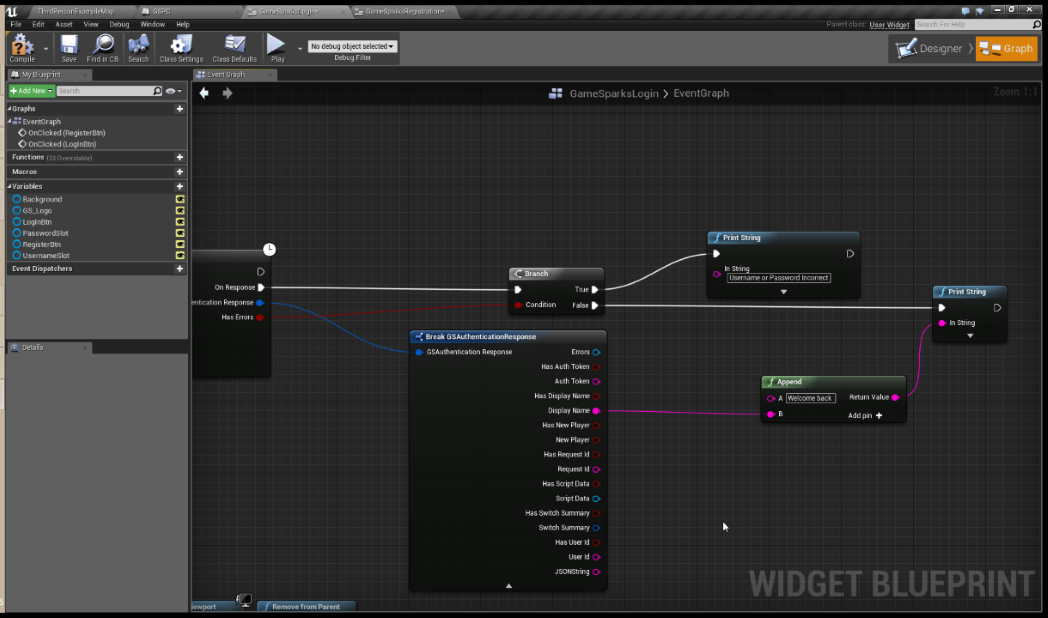 ThirdPersonExampleMap GSPC GameSparksLogin* GameSparksRegistration*
File Edit Asset View Debug Window Help Parent class: User Widget Search For Help
Compile Save Find in CB Search Class Settings Class Defaults Play No debug object selected Debug Filter Designer Graph
My Blueprint Event Graph
+ Add New Search GameSparksLogin > EventGraph Zoom 1:1
Graphs
EventGraph
OnClicked (RegisterBtn)
OnClicked (LogInBtn)
Functions (33 Overridable)
Macros
Variables
Background
GS_Logo
LogInBtn
PasswordSlot
RegisterBtn
UsernameSlot
Event Dispatchers
Details
On Response
entication Response
Has Errors
Branch
True
Condition False
Print String
In String
Username or Password Incorrect
Print String
In String
Break GSAuthenticationResponse
GSAuthentication Response Errors
Has Auth Token
Auth Token
Has Display Name
Display Name
Has New Player
New Player
Has Request Id
Request Id
Has Script Data
Script Data
Has Switch Summary
Switch Summary
Has User Id
User Id
JSONString
Append
A Welcome back Return Value
B Add pin +
ewport Remove from Parent
WIDGET BLUEPRINT